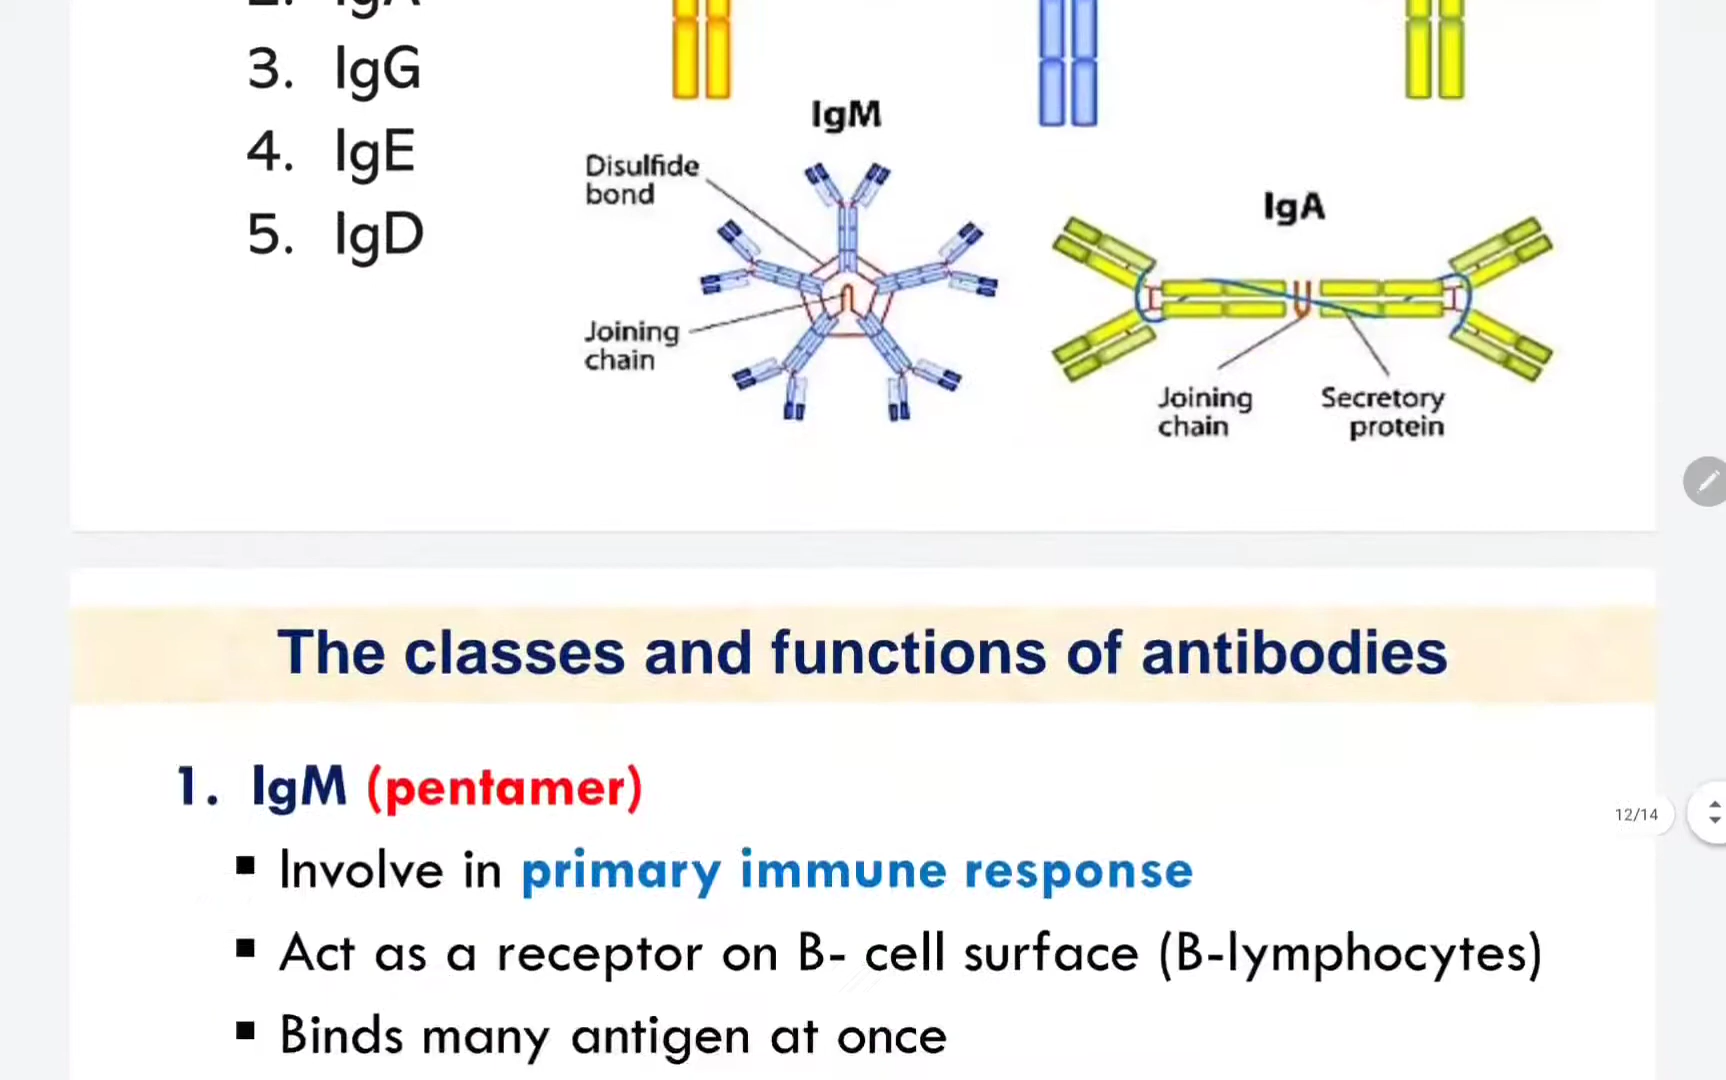 2. IgA
3. IgG
4. IgE
5. IgD
IgM
Disulfide
bond
Joining
chain
IgA
Joining
chain
Secretory
protein
The classes and functions of antibodies
1. IgM (pentamer)
▪ Involve in primary immune response
▪ Act as a receptor on B- cell surface (B-lymphocytes)
▪ Binds many antigen at once
12/14